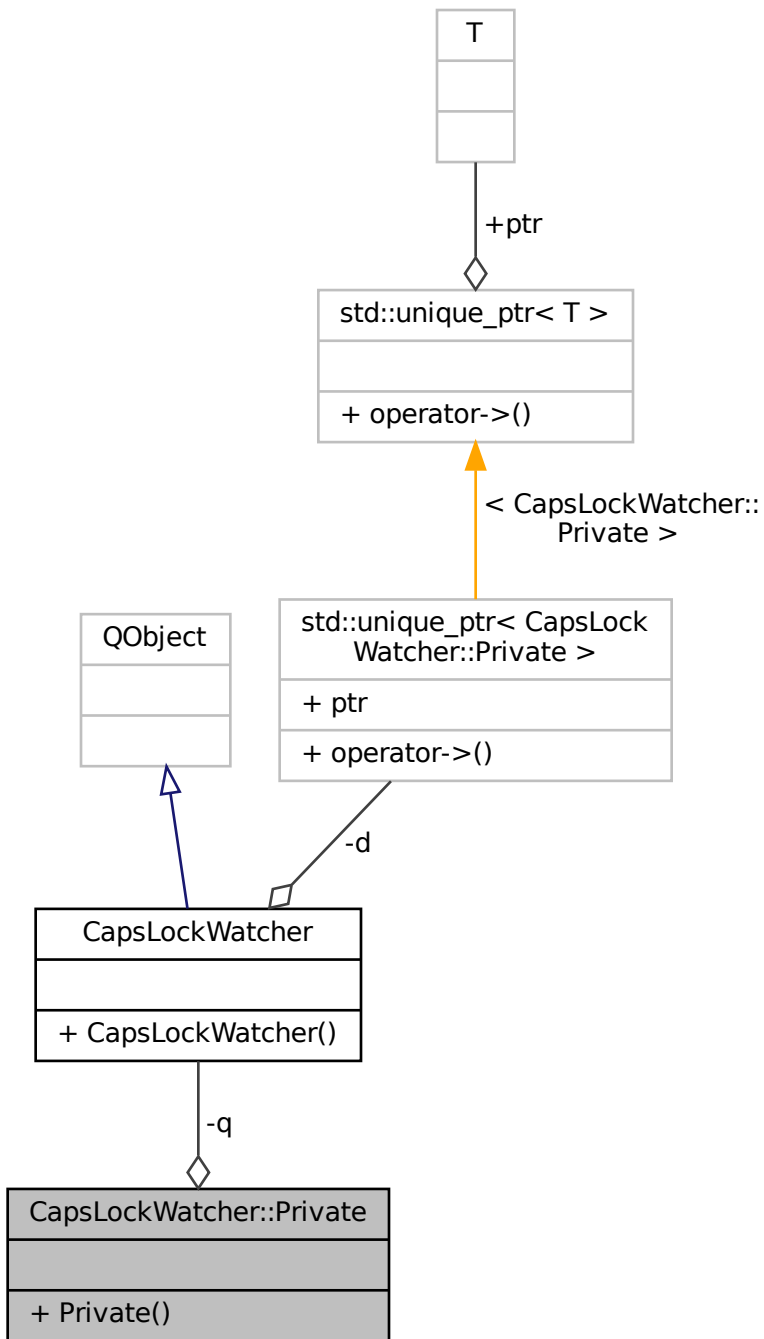 T
+ptr
std::unique_ptr< T >
+ operator->()
< CapsLockWatcher::
Private >
QObject
std::unique_ptr< CapsLock
Watcher::Private >
+ ptr
+ operator->()
-d
CapsLockWatcher
+ CapsLockWatcher()
-q
CapsLockWatcher::Private
+ Private()